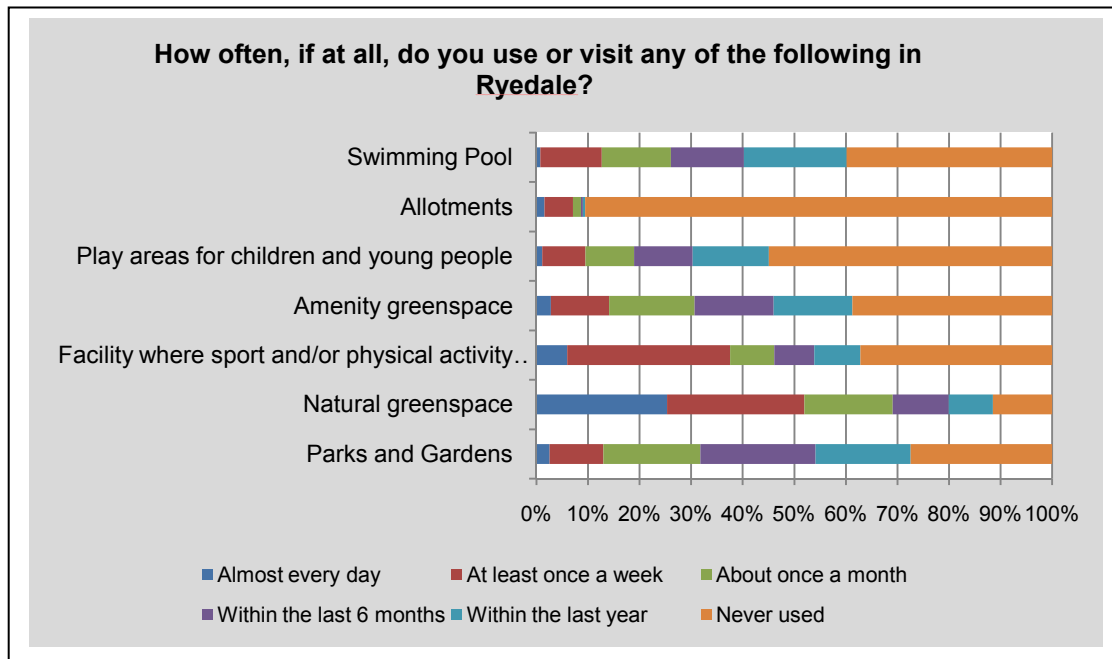 How often, if at all, do you use or visit any of the following in
Ryedale?
Swimming Pool
Allotments
Play areas for children and young people
Amenity greenspace
Facility where sport and/or physical activity..
Natural greenspace
Parks and Gardens
0% 10% 20% 30% 40% 50% 60% 70% 80% 90% 100%
Almost every day At least once a week About once a month
Within the last 6 months Within the last year Never used